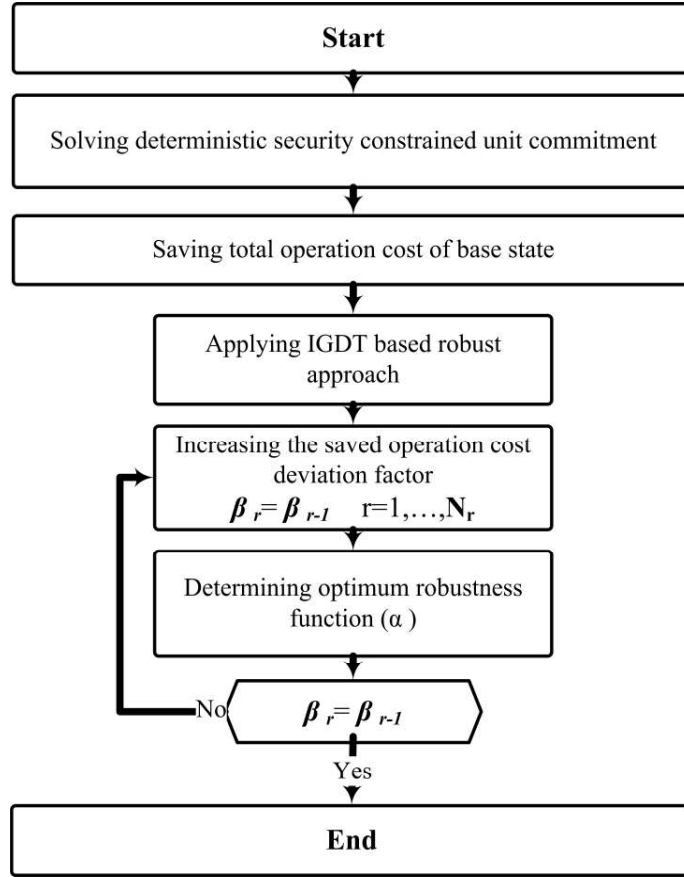 Start
Solving deterministic security constrained unit commitment
Saving total operation cost of base state
Applying IGDT based robust
approach
Increasing the saved operation cost
deviation factor
β r= β r-1 r=1,…,Nr
Determining optimum robustness
function (α )
No
β r= β r-1
Yes
End